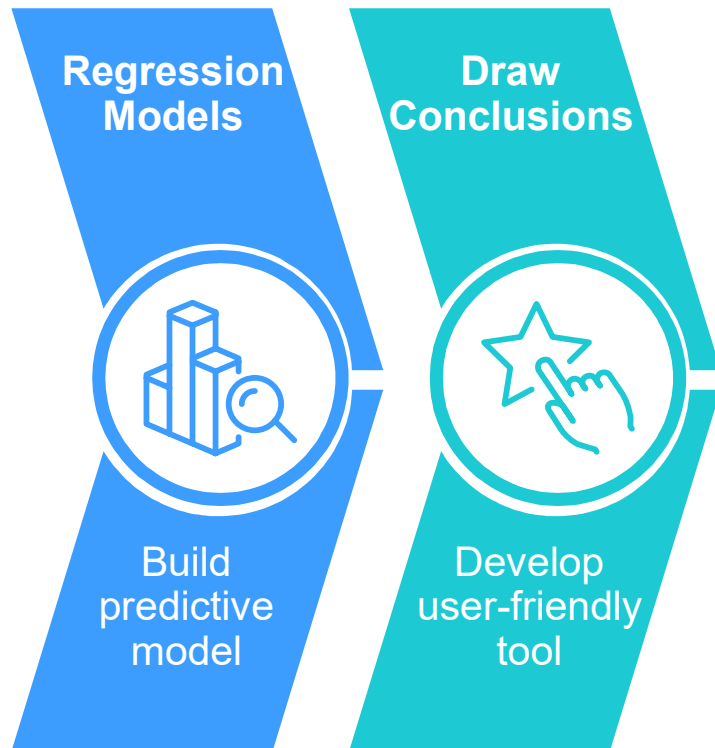 Regression
Models
Build
predictive
model
Draw
Conclusions
Develop
user-friendly
tool